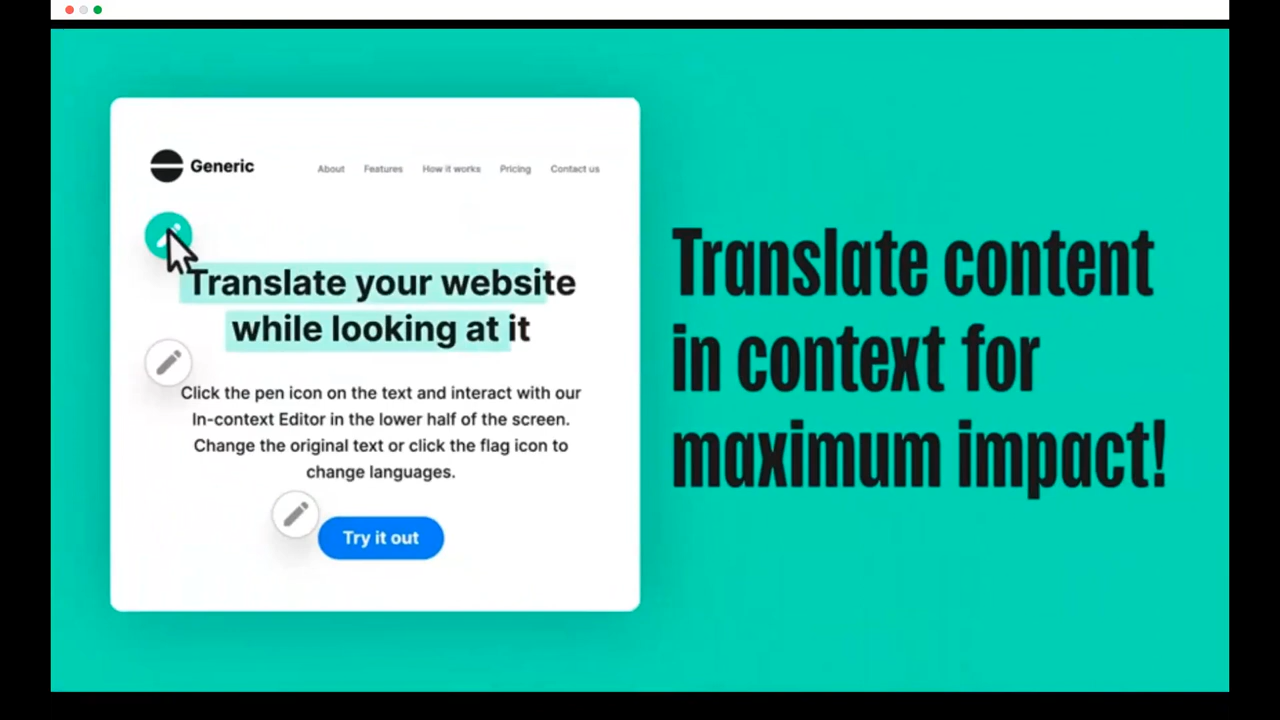 Generic
About Features How it works Pricing Contact us
Translate your website
while looking at it
Click the pen icon on the text and interact with our
In-context Editor in the lower half of the screen.
Change the original text or click the flag icon to
change languages.
Try it out
Translate content
in context for
maximum impact!